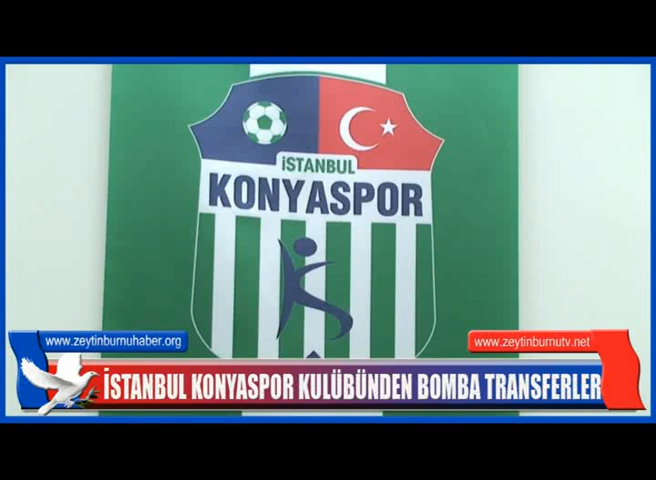 İSTANBUL
KONYASPOR
www.zeytinburnuhaber.org
www.zeytinburnutv.net
İSTANBUL KONYASPOR KULÜBÜNDEN BOMBA TRANSFERLER